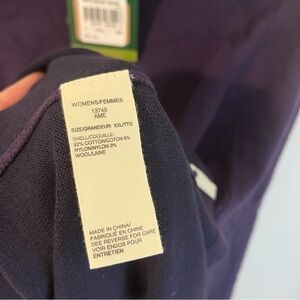 WOMENS/FEMMES
13740
AME
SIZE/GRANDEUR: XXL/TTG
SHELL/COQUILLE:
92% COTTON/COTON 5%
NYLON/NYLON 3%
WOOL/LAINE
MADE IN CHINA/
FABRIQUÉ EN CHINE
SEE REVERSE FOR CARE
VOIR ENDOS POUR
ENTRETIEN